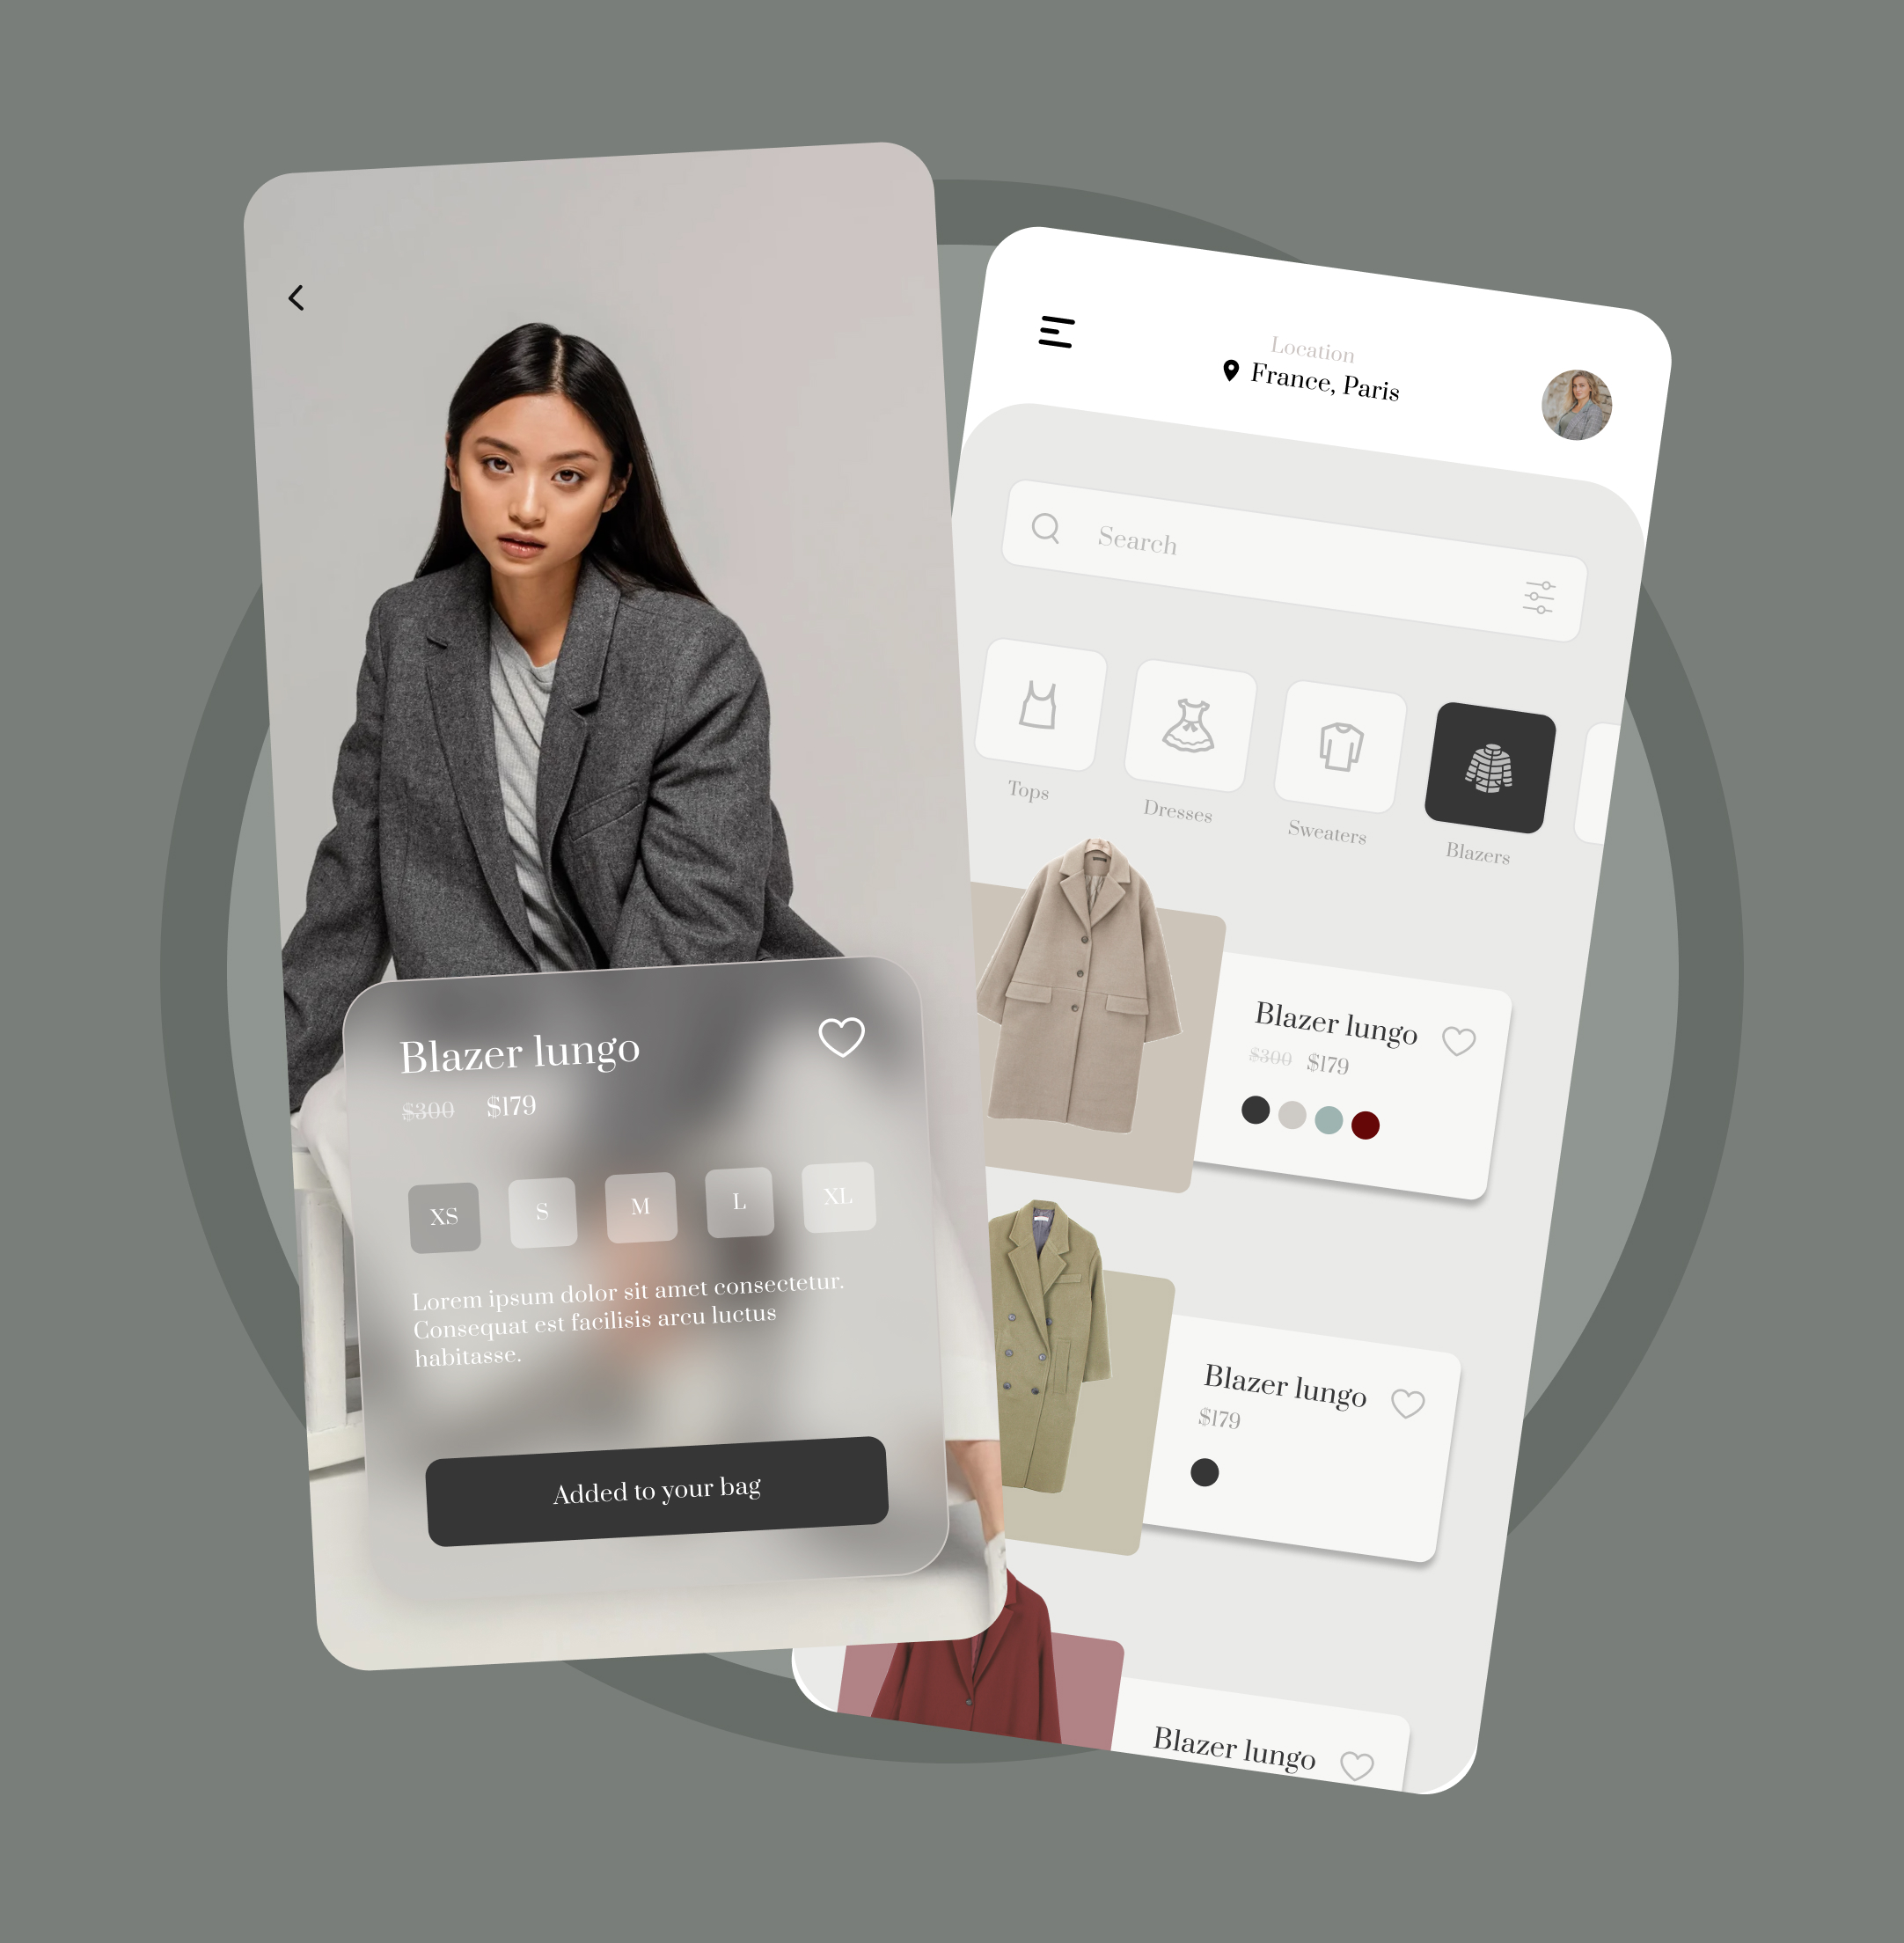 Blazer lungo
$300 $179
XS S M L XL
Lorem ipsum dolor sit amet consectetur.
Consequat est facilisis arcu luctus
habitasse.
Added to your bag
Location
France, Paris
Search
Tops Dresses Sweaters Blazers
Blazer lungo
$300 $179
Blazer lungo
$179
Blazer lungo